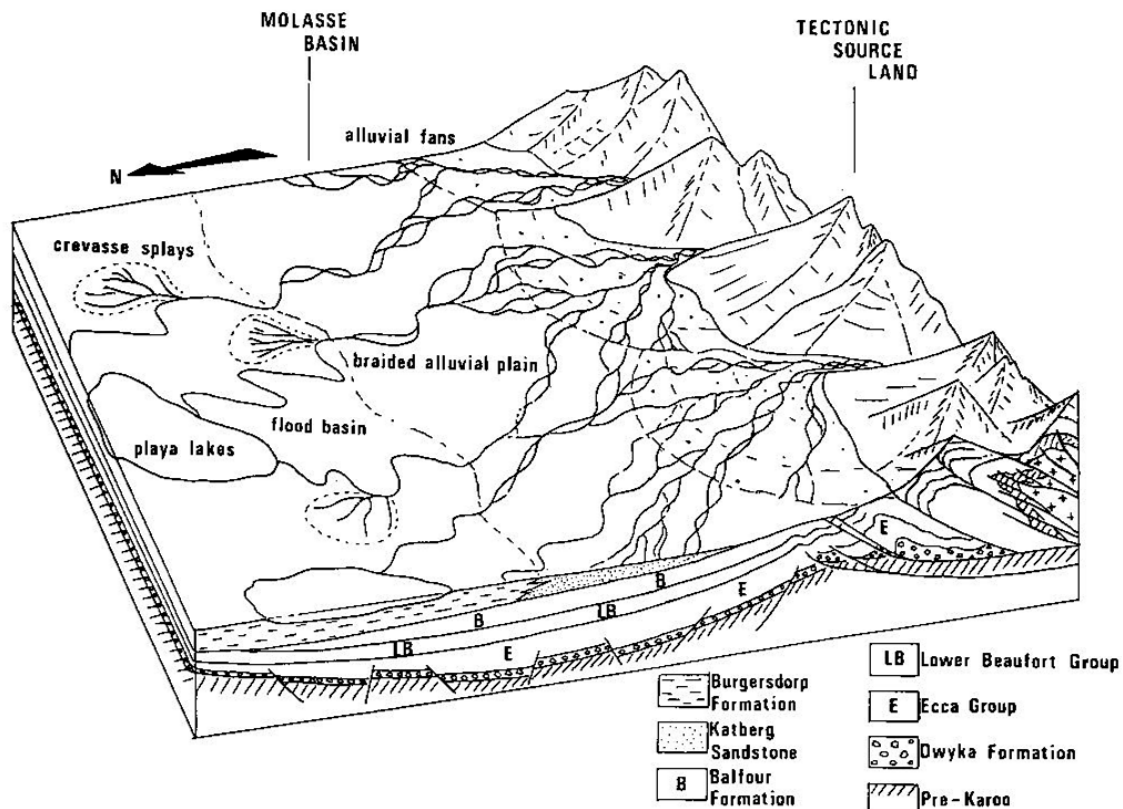 MOLASSE
BASIN
TECTONIC
SOURCE
LAND
alluvial fans
N
crevasse splays
braided alluvial plain
flood basin
playa lakes
E
B
E
LB
B
LB
E
Burgersdorp
Formation
Katberg
Sandstone
B Balfour
Formation
LB Lower Beaufort Group
E Ecca Group
Dwyka Formation
Pre-Karoo